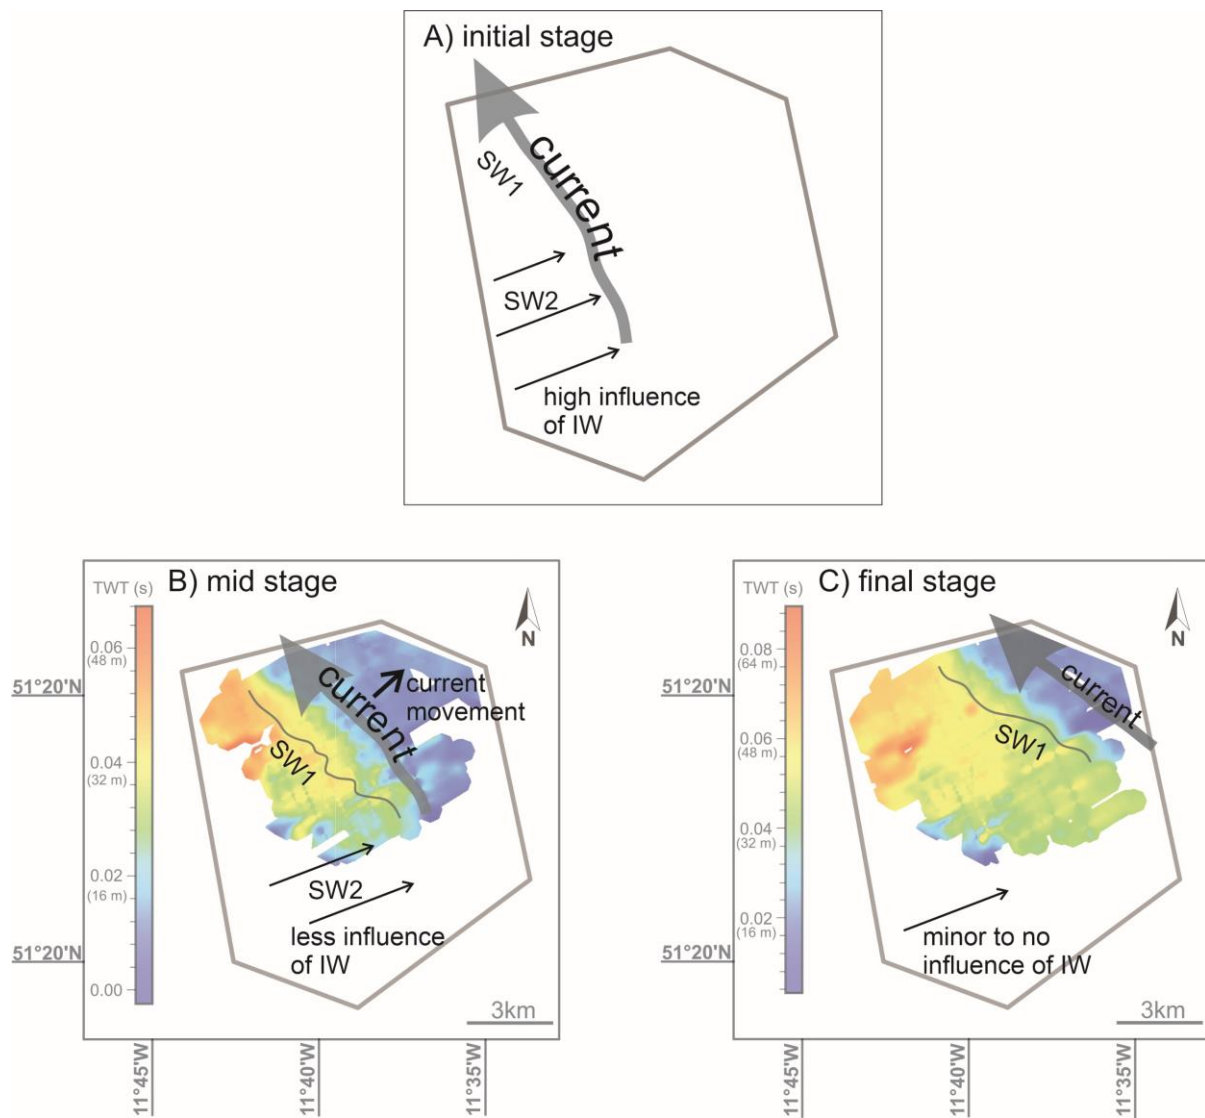 A) initial stage
current
SW1
SW2
high influence
of IW
B) mid stage
TWT (s)
0.06
(48 m)
0.04
(32 m)
0.02
(16 m)
0.00
N
current
current
movement
SW1
SW2
less influence
of IW
3km
51°20'N
51°20'N
11°45'W
11°40'W
11°35'W
C) final stage
TWT (s)
0.08
(64 m)
0.06
(48 m)
0.04
(32 m)
0.02
(16 m)
N
current
SW1
minor to no
influence of IW
3km
51°20'N
51°20'N
11°45'W
11°40'W
11°35'W